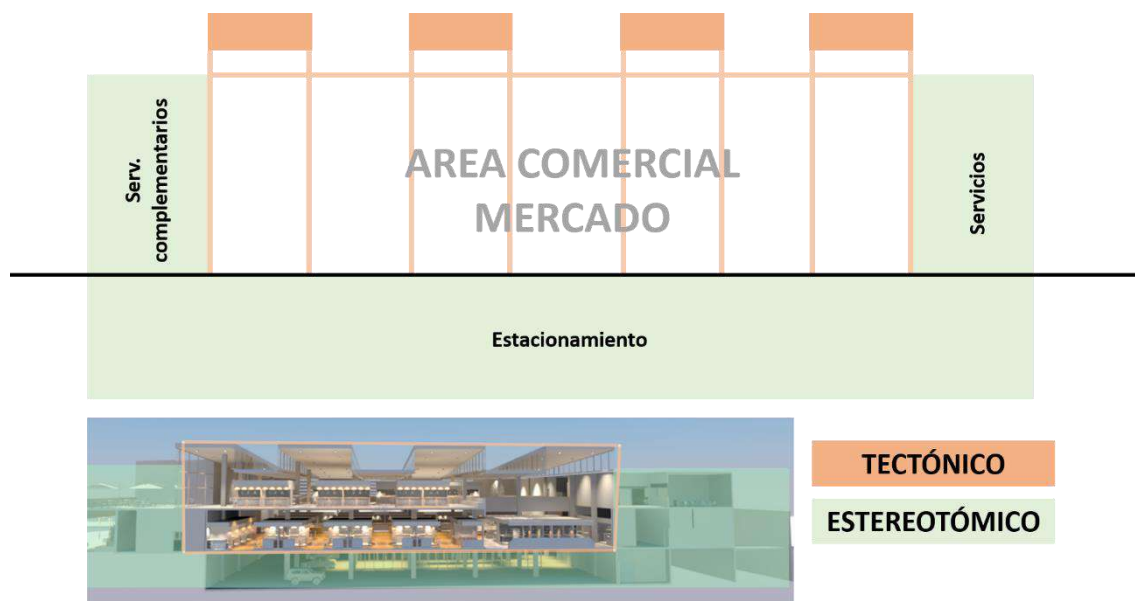 Serv.
complementarios
AREA COMERCIAL
MERCADO
Servicios
Estacionamiento
TECTÓNICO
ESTEREOTÓMICO